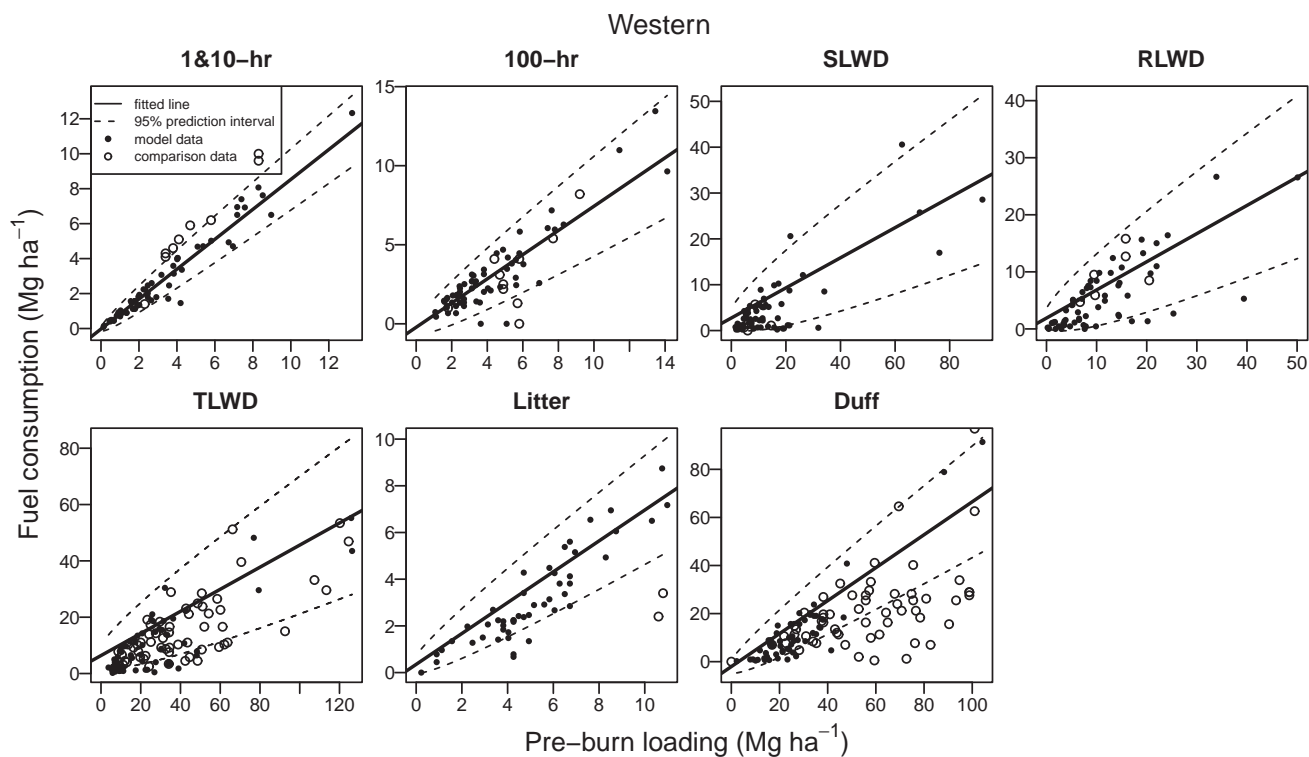 Western
1&10−hr
100−hr
SLWD
RLWD
fitted line
95% prediction interval
model data
comparison data
0 2 4 6 8 10 12
0 2 4 6 8 10 12
0 5 10 15
0 2 4 6 8 10 14
0 10 20 30 40 50
0 20 40 60 80
0 10 20 30 40
0 10 20 30 40 50
TLWD
Litter
Duff
0 20 40 60 80
0 20 40 60 80 120
0 2 4 6 8 10
0 2 4 6 8 10
0 20 40 60 80
0 20 40 60 80 100
Fuel consumption (Mg ha−1)
Pre−burn loading (Mg ha−1)